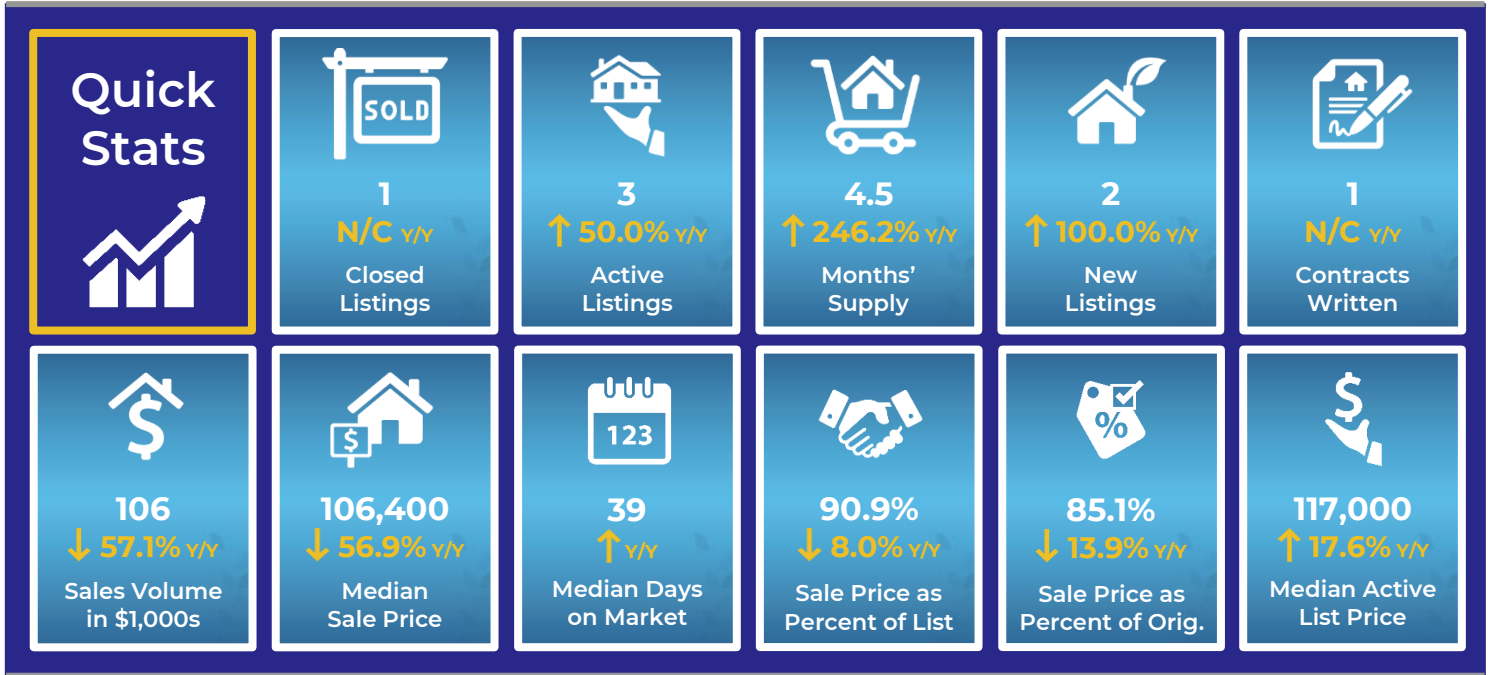 Quick
Stats
SOLD
1
N/C Y/Y
Closed
Listings
3
↑ 50.0% Y/Y
Active
Listings
4.5
↑ 246.2% Y/Y
Months’
Supply
2
↑ 100.0% Y/Y
New
Listings
1
N/C Y/Y
Contracts
Written
$
106
↓ 57.1% Y/Y
Sales Volume
in $1,000s
$
106,400
↓ 56.9% Y/Y
Median
Sale Price
123
39
↑ Y/Y
Median Days
on Market
90.9%
↓ 8.0% Y/Y
Sale Price as
Percent of List
%
85.1%
↓ 13.9% Y/Y
Sale Price as
Percent of Orig.
$
117,000
↑ 17.6% Y/Y
Median Active
List Price